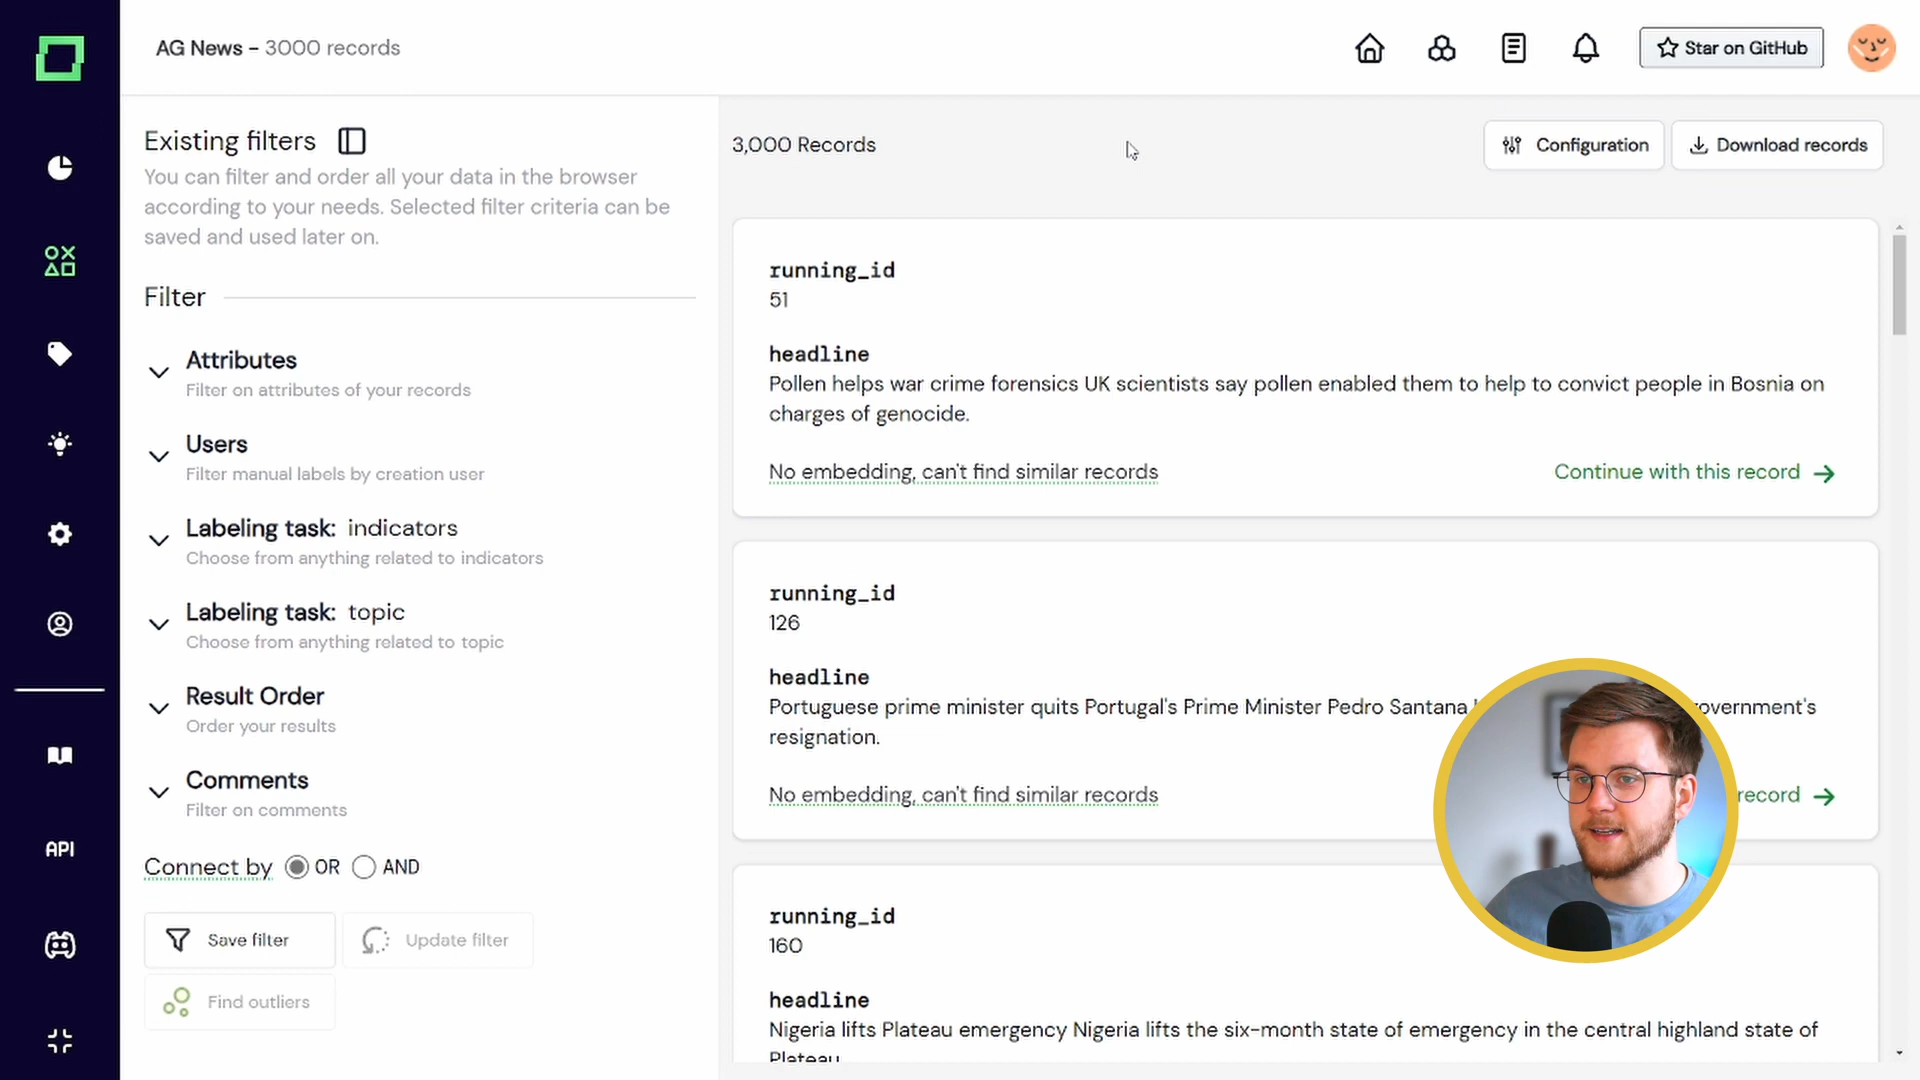 AG News – 3000 records
Star on GitHub
Existing filters
You can filter and order all your data in the browser
according to your needs. Selected filter criteria can be
saved and used later on.
Filter
Attributes
Filter on attributes of your records
Users
Filter manual labels by creation user
Labeling task: indicators
Choose from anything related to indicators
Labeling task: topic
Choose from anything related to topic
Result Order
Order your results
Comments
Filter on comments
Connect by OR AND
Save filter
Update filter
Find outliers
API
3,000 Records
Configuration
Download records
running_id
51
headline
Pollen helps war crime forensics UK scientists say pollen enabled them to help to convict people in Bosnia on
charges of genocide.
No embedding, can't find similar records
Continue with this record
running_id
126
headline
Portuguese prime minister quits Portugal's Prime Minister Pedro Santana
resignation.
No embedding, can't find similar records
record
running_id
160
headline
Nigeria lifts Plateau emergency Nigeria lifts the six-month state of emergency in the central highland state of
Plateau